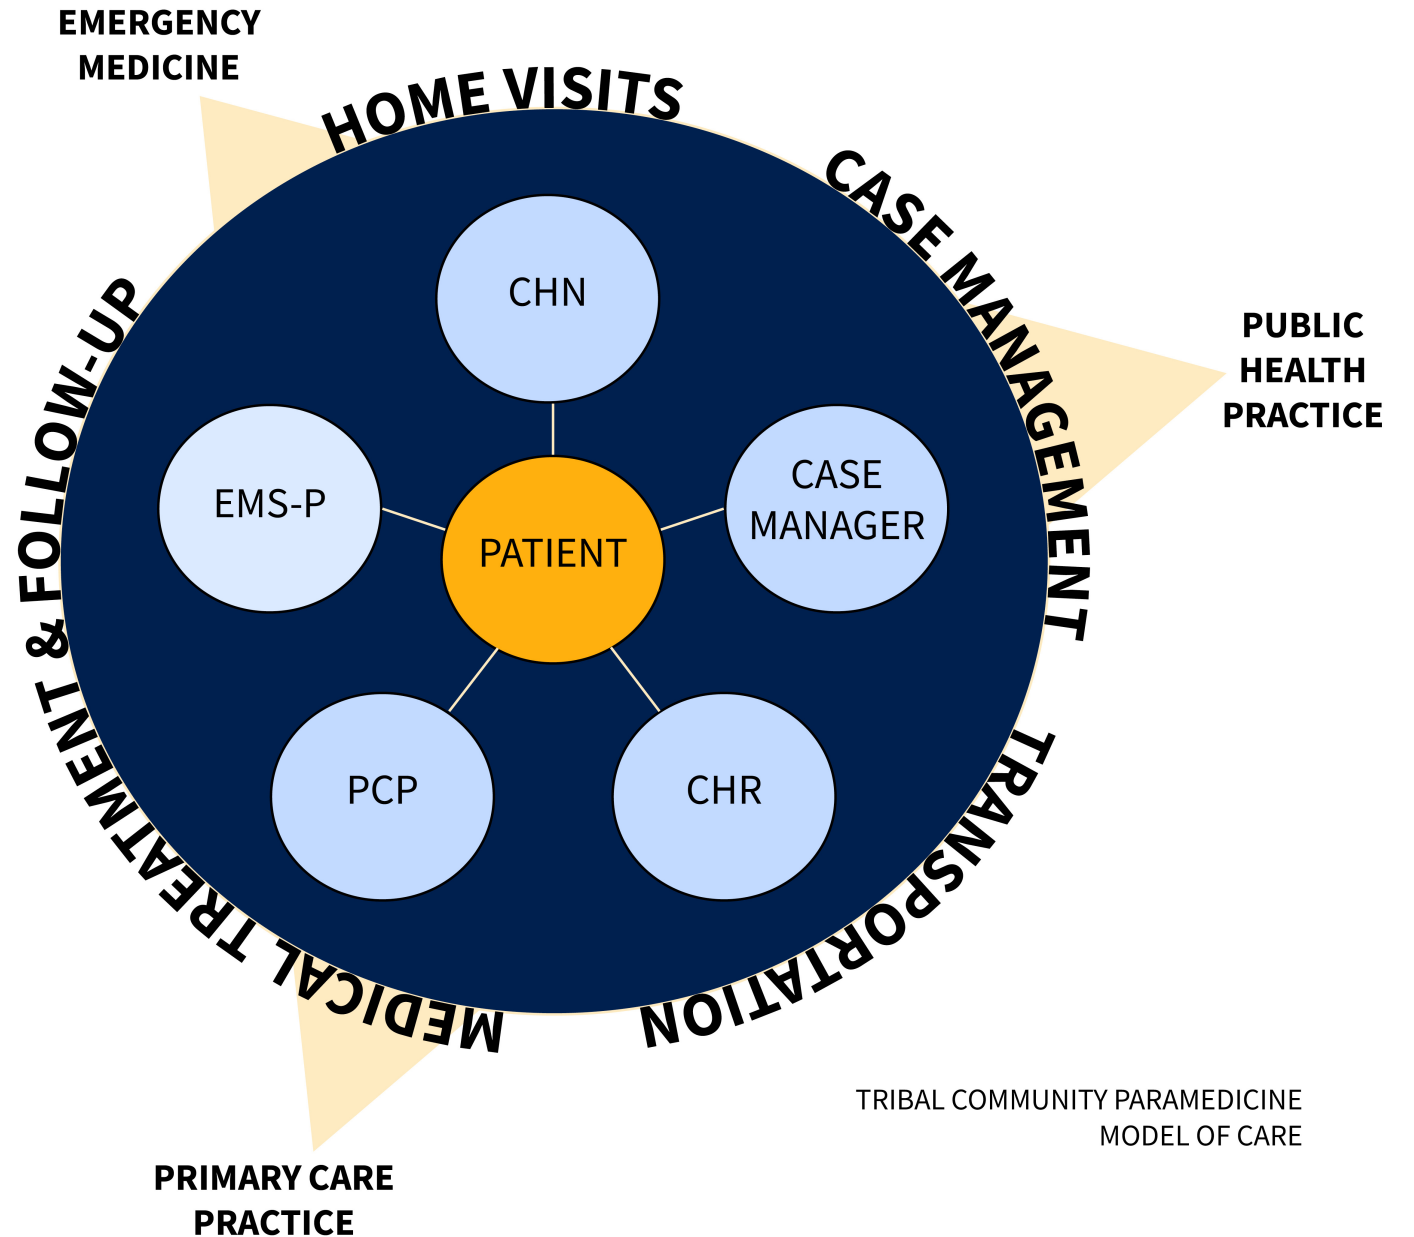 EMERGENCY
MEDICINE
HOME VISITS
CASE MANAGEMENT
TRANSPORTATION
MEDICAL TREATMENT & FOLLOW-UP
CHN
EMS-P
PATIENT
CASE
MANAGER
PCP
CHR
PUBLIC
HEALTH
PRACTICE
TRIBAL COMMUNITY PARAMEDICINE
MODEL OF CARE
PRIMARY CARE
PRACTICE